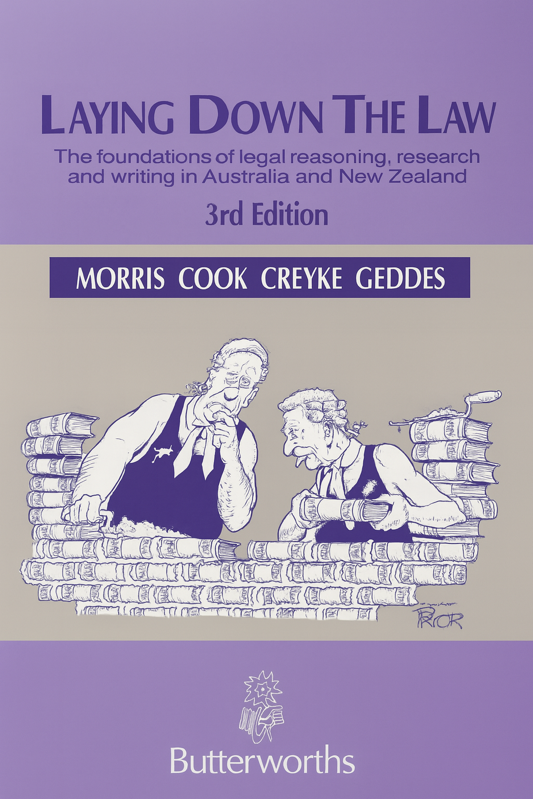 LAYING DOWN THE LAW
The foundations of legal reasoning, research
and writing in Australia and New Zealand
3rd Edition
MORRIS COOK CREYKE GEDDES
PRIOR
Butterworths